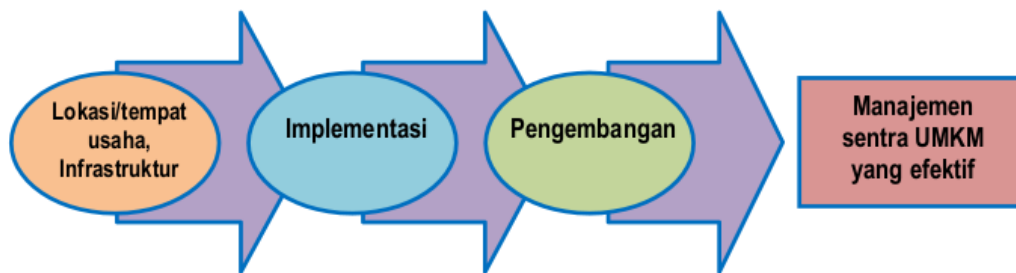 Lokasi/tempat
usaha,
Infrastruktur
Implementasi
Pengembangan
Manajemen
sentra UMKM
yang efektif